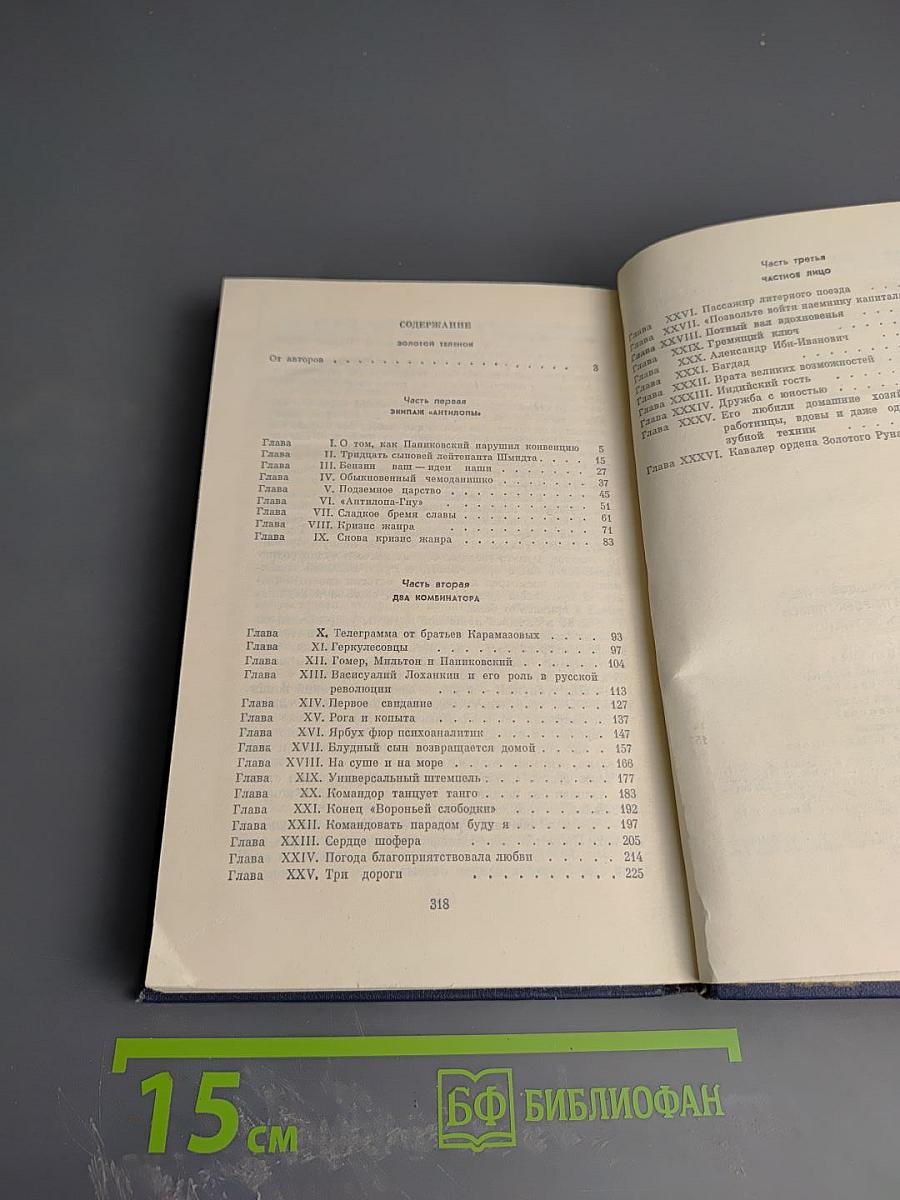 СОДЕРЖАНИЕ
ЗОЛОТОЙ ТЕЛЕНОК
От авторов . . . . . . . . . . . . . . . . . . 3
Часть первая
ЭКИПАЖ «АНТИЛОПЫ»
Глава I. О том, как Паниковский нарушил конвенцию 5
Глава II. Тридцать сыновей лейтенанта Шмидта . . . . 15
Глава III. Бензин ваш — идеи наши . . . . . . . . 27
Глава IV. Обыкновенный чемоданишко . . . . . . . . 37
Глава V. Подземное царство . . . . . . . . . . . 45
Глава VI. «Антилопа-Гну» . . . . . . . . . . . 51
Глава VII. Сладкое бремя славы . . . . . . . . . . 61
Глава VIII. Кризис жанра . . . . . . . . . . . 71
Глава IX. Снова кризис жанра . . . . . . . . . . 83
Часть вторая
ДВА КОМБИНАТОРА
Глава X. Телеграмма от братьев Карамазовых . . . . 93
Глава XI. Геркулесовцы . . . . . . . . . . . 97
Глава XII. Гомер, Мильтон и Паниковский . . . . . . 104
Глава XIII. Васисуалий Лоханкин и его роль в русской
революции . . . . . . . . . . 113
Глава XIV. Первое свидание . . . . . . . . . . 127
Глава XV. Рога и копыта . . . . . . . . . . 137
Глава XVI. Ярбух фюр психоаналитик . . . . . . . 147
Глава XVII. Блудный сын возвращается домой . . . . . 157
Глава XVIII. На суше и на море . . . . . . . . . . 166
Глава XIX. Универсальный штемпель . . . . . . . . 177
Глава XX. Командор танцует танго . . . . . . . . 183
Глава XXI. Конец «Вороньей слободки» . . . . . . 192
Глава XXII. Командовать парадом буду я . . . . . . 197
Глава XXIII. Сердце шофера . . . . . . . . . 205
Глава XXIV. Погода благоприятствовала любви . . . . . 214
Глава XXV. Три дороги . . . . . . . . . 225
318
Часть третья
ЧАСТНОЕ ЛИЦО
Глава XXVI. Пассажир литерного поезда
Глава XXVII. «Позвольте войти наемнику капитал
Глава XXVIII. Потный вал вдохновенья
Глава XXIX. Гремящий ключ
Глава XXX. Александр Ибн-Иванович
Глава XXXI. Багдад
Глава XXXII. Врата великих возможностей
Глава XXXIII. Индийский гость
Глава XXXIV. Дружба с юностью
Глава XXXV. Его любили домашние хозяй
работницы, вдовы и даже од
зубной техник
Глава XXXVI. Кавалер ордена Золотого Руна
15 см
БФ БИБЛИОФАН